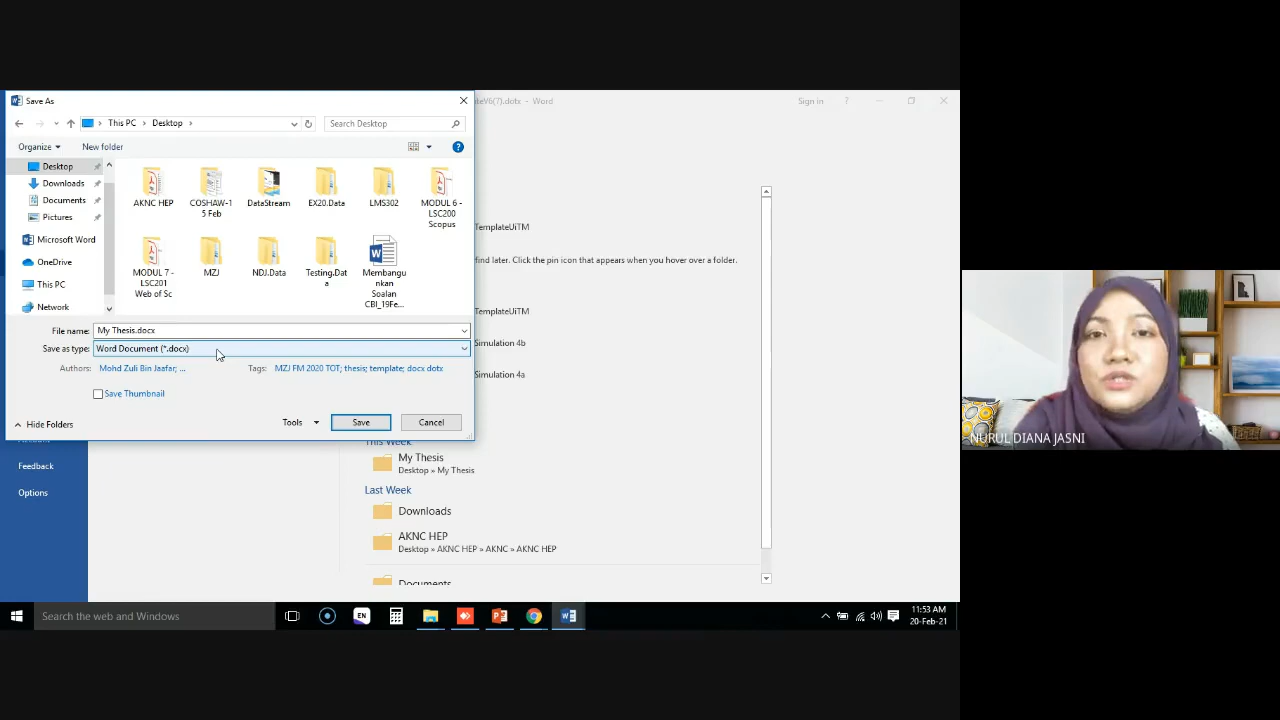 Save As
teV6(7).dotx - Word
Sign in
?
This PC
Desktop
Search Desktop
Organize
New folder
Desktop
Downloads
Documents
Pictures
Microsoft Word
OneDrive
This PC
Network
AKNC HEP
COSHAW-1
5 Feb
DataStream
EX20.Data
LMS302
MODUL 6 -
LSC200
Scopus
MODUL 7 -
LSC201
Web of Sc
MZJ
NDJ.Data
Testing.Dat
a
Membangu
nkan
Soalan
CBI_19Fe...
File name: My Thesis.docx
Save as type: Word Document (*.docx)
Authors: Mohd Zuli Bin Jaafar; ...
Tags: MZJ FM 2020 TOT; thesis; template; docx dotx
Save Thumbnail
Hide Folders
Tools
Save
Cancel
TemplateUiTM
find later. Click the pin icon that appears when you hover over a folder.
TemplateUiTM
Simulation 4b
Simulation 4a
This Week
My Thesis
Desktop » My Thesis
Last Week
Downloads
AKNC HEP
Desktop » AKNC HEP » AKNC » AKNC HEP
Documents
Feedback
Options
Search the web and Windows
EN
11:53 AM
20-Feb-21
NURUL DIANA JASNI